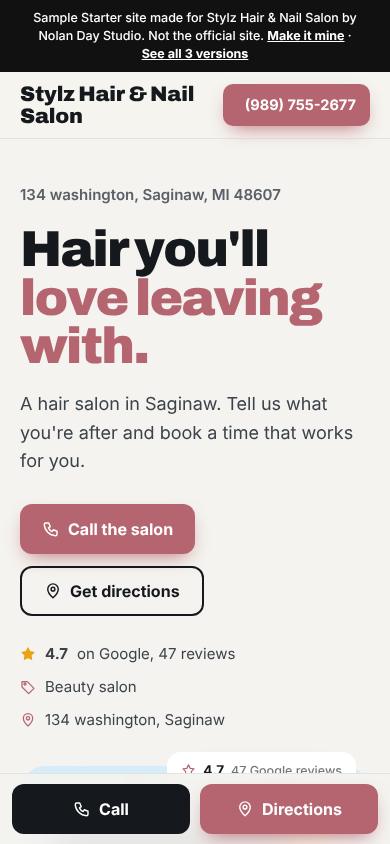 Sample Starter site made for Stylz Hair & Nail Salon by
Nolan Day Studio. Not the official site. Make it mine ·
See all 3 versions
Stylz Hair & Nail
Salon
(989) 755-2677
134 washington, Saginaw, MI 48607
Hair you'll
love leaving
with.
A hair salon in Saginaw. Tell us what
you're after and book a time that works
for you.
Call the salon
Get directions
4.7 on Google, 47 reviews
Beauty salon
134 washington, Saginaw
4.7 47 Google reviews
Call
Directions